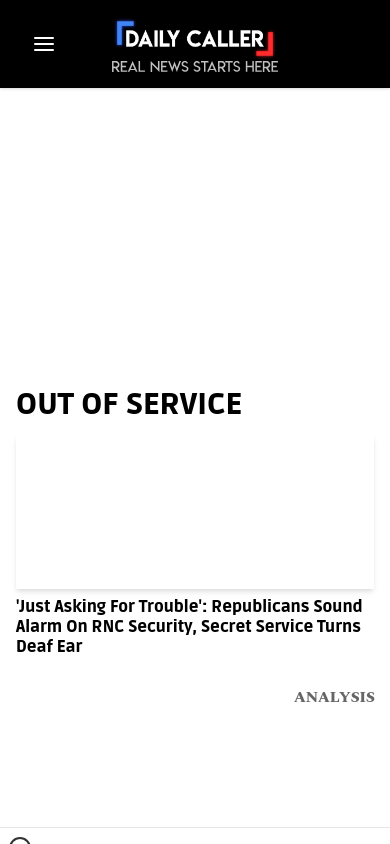 DAILY CALLER
REAL NEWS STARTS HERE
OUT OF SERVICE
'Just Asking For Trouble': Republicans Sound
Alarm On RNC Security, Secret Service Turns
Deaf Ear
ANALYSIS